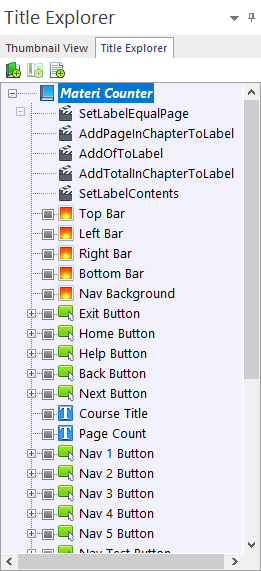 Title Explorer
Thumbnail View Title Explorer
Materi Counter
SetLabelEqualPage
AddPageInChapterToLabel
AddOfToLabel
AddTotalInChapterToLabel
SetLabelContents
Top Bar
Left Bar
Right Bar
Bottom Bar
Nav Background
Exit Button
Home Button
Help Button
Back Button
Next Button
Course Title
Page Count
Nav 1 Button
Nav 2 Button
Nav 3 Button
Nav 4 Button
Nav 5 Button
Nav Test Button